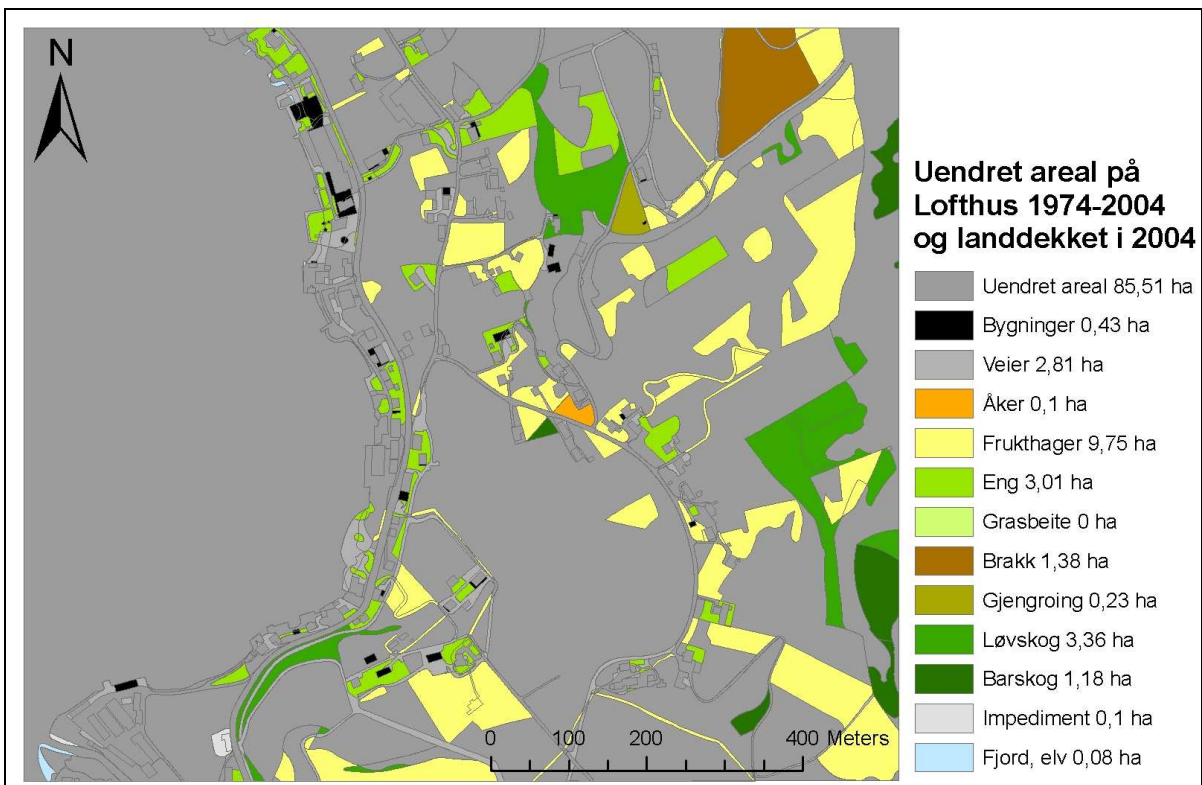 N
Uendret areal på
Lofthus 1974-2004
og landdekket i 2004
Uendret areal 85,51 ha
Bygninger 0,43 ha
Veier 2,81 ha
Åker 0,1 ha
Frukthager 9,75 ha
Eng 3,01 ha
Grasbeite 0 ha
Brakk 1,38 ha
Gjengroing 0,23 ha
Løvskog 3,36 ha
Barskog 1,18 ha
Impediment 0,1 ha
Fjord, elv 0,08 ha
0 100 200 400 Meters